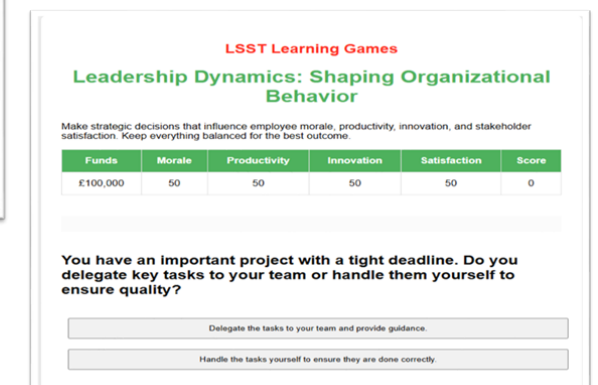 LSST Learning Games
Leadership Dynamics: Shaping Organizational
Behavior
Make strategic decisions that influence employee morale, productivity, innovation, and stakeholder
satisfaction. Keep everything balanced for the best outcome.
Funds Morale Productivity Innovation Satisfaction Score
£100,000 50 50 50 50 0
You have an important project with a tight deadline. Do you
delegate key tasks to your team or handle them yourself to
ensure quality?
Delegate the tasks to your team and provide guidance.
Handle the tasks yourself to ensure they are done correctly.